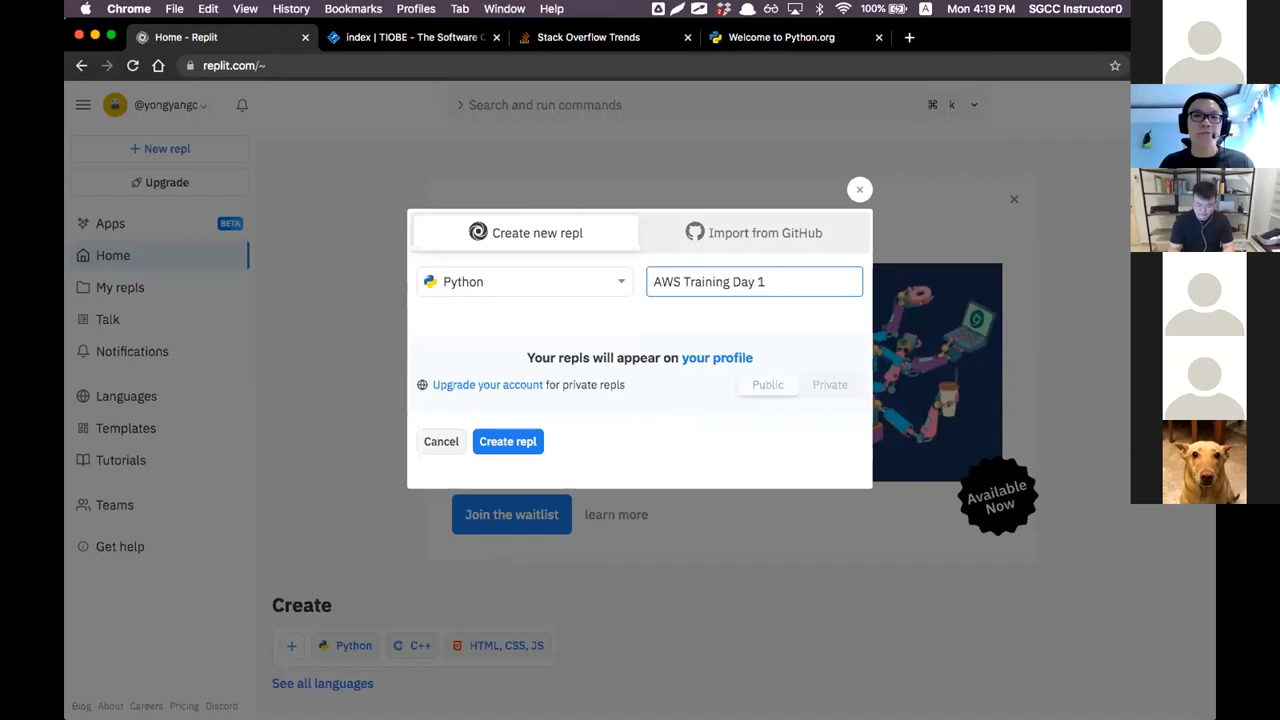 Chrome File Edit View History Bookmarks Profiles Tab Window Help 100% A Mon 4:19 PM SGCC Instructor0
Home - Replit index | TIOBE - The Software C Stack Overflow Trends Welcome to Python.org
replit.com/~
@yongyangc
Search and run commands ⌘ k
+ New repl
Upgrade
Apps BETA
Home
My repls
Talk
Notifications
Languages
Templates
Tutorials
Teams
Get help
Create new repl Import from GitHub
Python AWS Training Day 1
Your repls will appear on your profile
Upgrade your account for private repls Public Private
Cancel Create repl
Available
Now
Join the waitlist learn more
Create
+ Python C++ HTML, CSS, JS
See all languages
Blog About Careers Pricing Discord